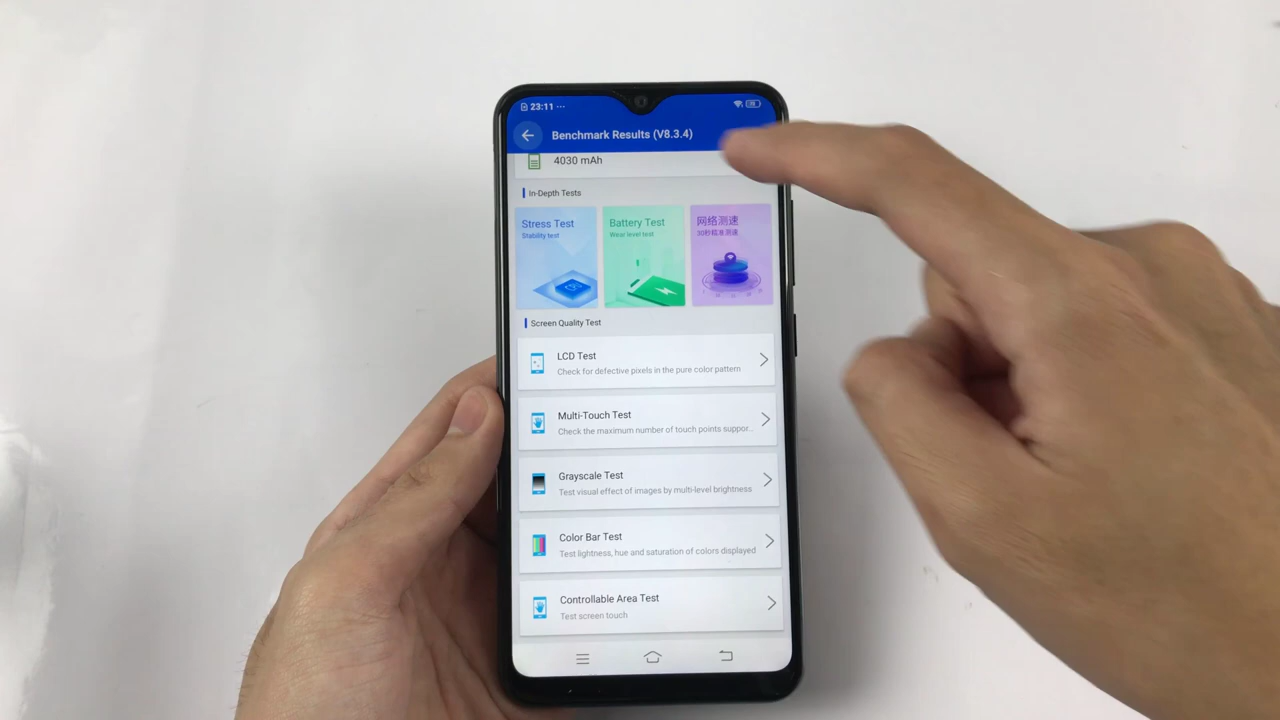 23:11 ...
Benchmark Results (V8.3.4)
4030 mAh
In-Depth Tests
Stress Test
Stability test
Battery Test
Wear level test
网络测速
30秒精准测速
Screen Quality Test
LCD Test
Check for defective pixels in the pure color pattern
Multi-Touch Test
Check the maximum number of touch points suppor..
Grayscale Test
Test visual effect of images by multi-level brightness
Color Bar Test
Test lightness, hue and saturation of colors displayed
Controllable Area Test
Test screen touch